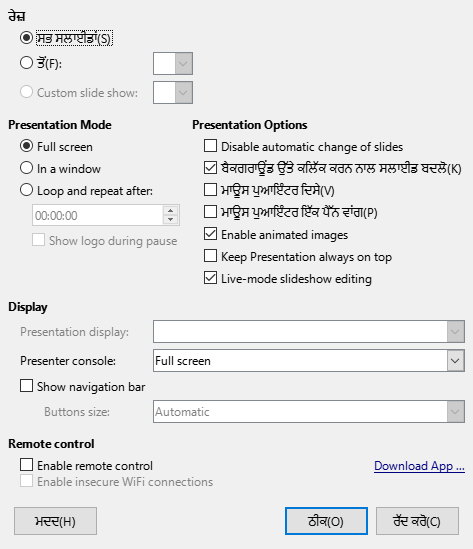 ਰੇਜ਼
ਸਭ ਸਲਾਈਡਾਂ(S)
ਤੋਂ(F):
Custom slide show:
Presentation Mode
Full screen
In a window
Loop and repeat after:
00:00:00
Show logo during pause
Presentation Options
Disable automatic change of slides
ਬੈਕਗਰਾਊਂਡ ਉੱਤੇ ਕਲਿੱਕ ਕਰਨ ਨਾਲ ਸਲਾਈਡ ਬਦਲੋ(K)
ਮਾਊਸ ਪੁਆਇੰਟਰ ਦਿਸੇ(V)
ਮਾਊਸ ਪੁਆਇੰਟਰ ਇੱਕ ਪੈੱਨ ਵਾਂਗ(P)
Enable animated images
Keep Presentation always on top
Live-mode slideshow editing
Display
Presentation display:
Presenter console: Full screen
Show navigation bar
Buttons size: Automatic
Remote control
Enable remote control Download App ...
Enable insecure WiFi connections
ਮਦਦ(H) ਠੀਕ(O) ਰੱਦ ਕਰੋ(C)